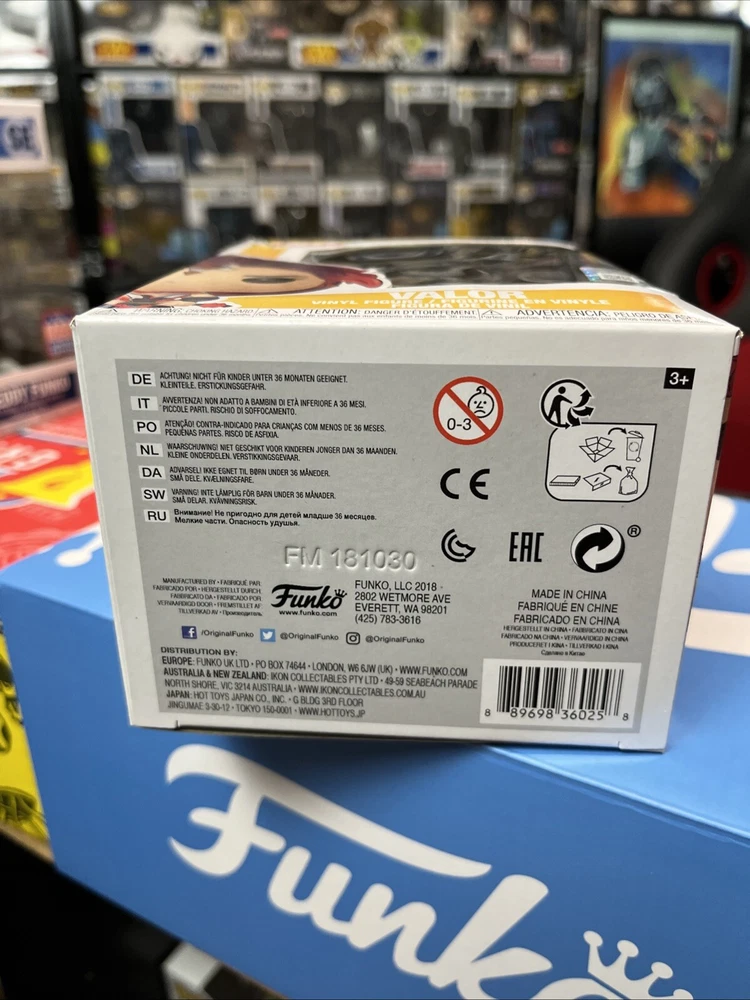 VALOR
VINYL FIGURE / FIGURINE EN VINYLE
FIGURA DE VINIL
ATTENTION: DANGER D'ÉTOUFFEMENT
ADVERTENCIA: PELIGRO DE AS
3+
DE ACHTUNG! NICHT FÜR KINDER UNTER 36 MONATEN GEEIGNET.
KLEINTEILE. ERSTICKUNGSGEFAHR.
IT AVVERTENZA! NON ADATTO A BAMBINI DI ETÀ INFERIORE A 36 MESI.
PICCOLE PARTI. RISCHIO DI SOFFOCAMENTO.
PO ATENÇÃO! CONTRA-INDICADO PARA CRIANÇAS COM MENOS DE 36 MESES.
PEQUENAS PARTES. RISCO DE ASFIXIA.
NL WAARSCHUWING! NIET GESCHIKT VOOR KINDEREN JONGER DAN 36 MAANDEN.
KLEINE ONDERDELEN. VERSTIKKINGSGEVAAR.
DA ADVARSEL! IKKE EGNET TIL BØRN UNDER 36 MÅNEDER.
SMÅ DELE. KVÆLNINGSFARE.
SW VARNING! INTE LÄMPLIG FÖR BARN UNDER 36 MÅNADER.
SMÅ DELAR. KVÄVNINGSRISK.
RU Внимание! Не пригодно для детей младше 36 месяцев.
Мелкие части. Опасность удушья.
0-3
CE
EAC
®
FM 181030
MANUFACTURED BY • FABRIQUÉ PAR
FABRICADO POR • HERGESTELLT DURCH
FABBRICATO DA • FABRICADO POR
VERVAARDIGD DOOR • FREMSTILLET AF
TILLVERKAD AV • Производитель
Funko
www.funko.com
FUNKO, LLC 2018
2802 WETMORE AVE
EVERETT, WA 98201
(425) 783-3616
f /OriginalFunko @OriginalFunko @OriginalFunko
MADE IN CHINA
FABRIQUÉ EN CHINE
FABRICADO EN CHINA
HERGESTELLT IN CHINA • FABBRICATO IN CINA
FABRICADO NA CHINA • VERVAARDIGD IN CHINA
PRODUCERET I KINA • TILLVERKAD I KINA
Сделано в Китае
DISTRIBUTION BY:
EUROPE: FUNKO UK LTD • PO BOX 74644 • LONDON, W6 6JW (UK) • WWW.FUNKO.COM
AUSTRALIA & NEW ZEALAND: IKON COLLECTABLES PTY LTD • 49-59 SEABEACH PARADE
NORTH SHORE, VIC 3214 AUSTRALIA • WWW.IKONCOLLECTABLES.COM.AU
JAPAN: HOT TOYS JAPAN CO., INC. • G BLDG 3RD FLOOR
JINGUMAE 3-30-12 • TOKYO 150-0001 • WWW.HOTTOYS.JP
8 89698 36025 8
Funko